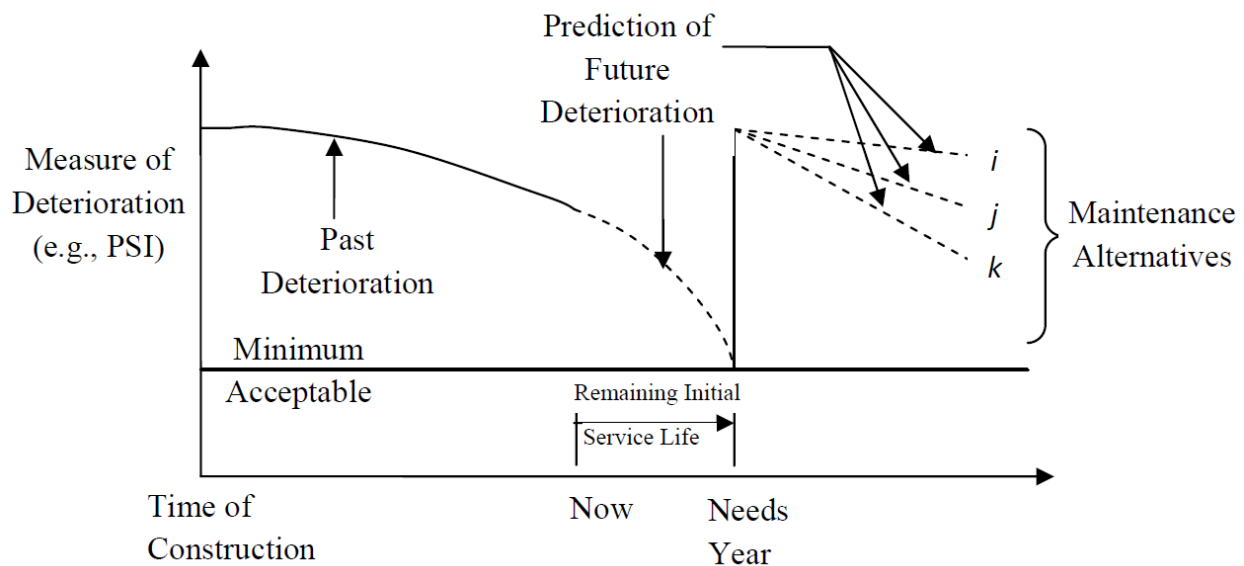 Prediction of
Future
Deterioration
Measure of
Deterioration
(e.g., PSI)
Past
Deterioration
i
j
k
Maintenance
Alternatives
Minimum
Acceptable
Remaining Initial
Service Life
Time of
Construction
Now
Needs
Year